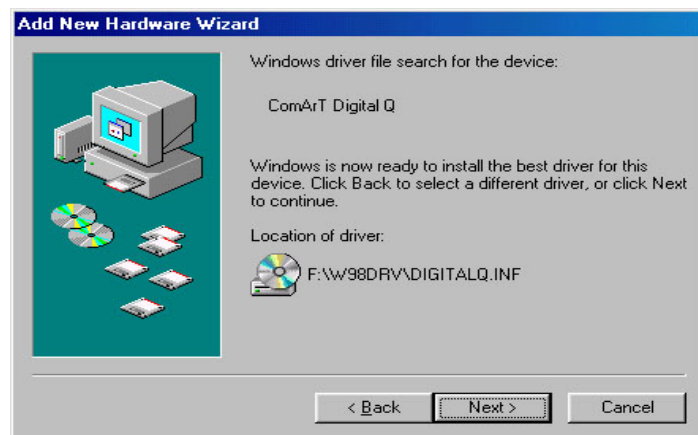 Add New Hardware Wizard
Windows driver file search for the device:
ComArT Digital Q
Windows is now ready to install the best driver for this
device. Click Back to select a different driver, or click Next
to continue.
Location of driver:
F:\W98DRV\DIGITALQ.INF
< Back
Next >
Cancel